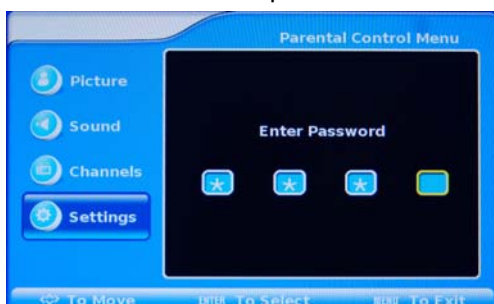 Parental Control Menu
Picture
Sound
Channels
Settings
Enter Password
* * *
To Move ENTER To Select MENU To Exit